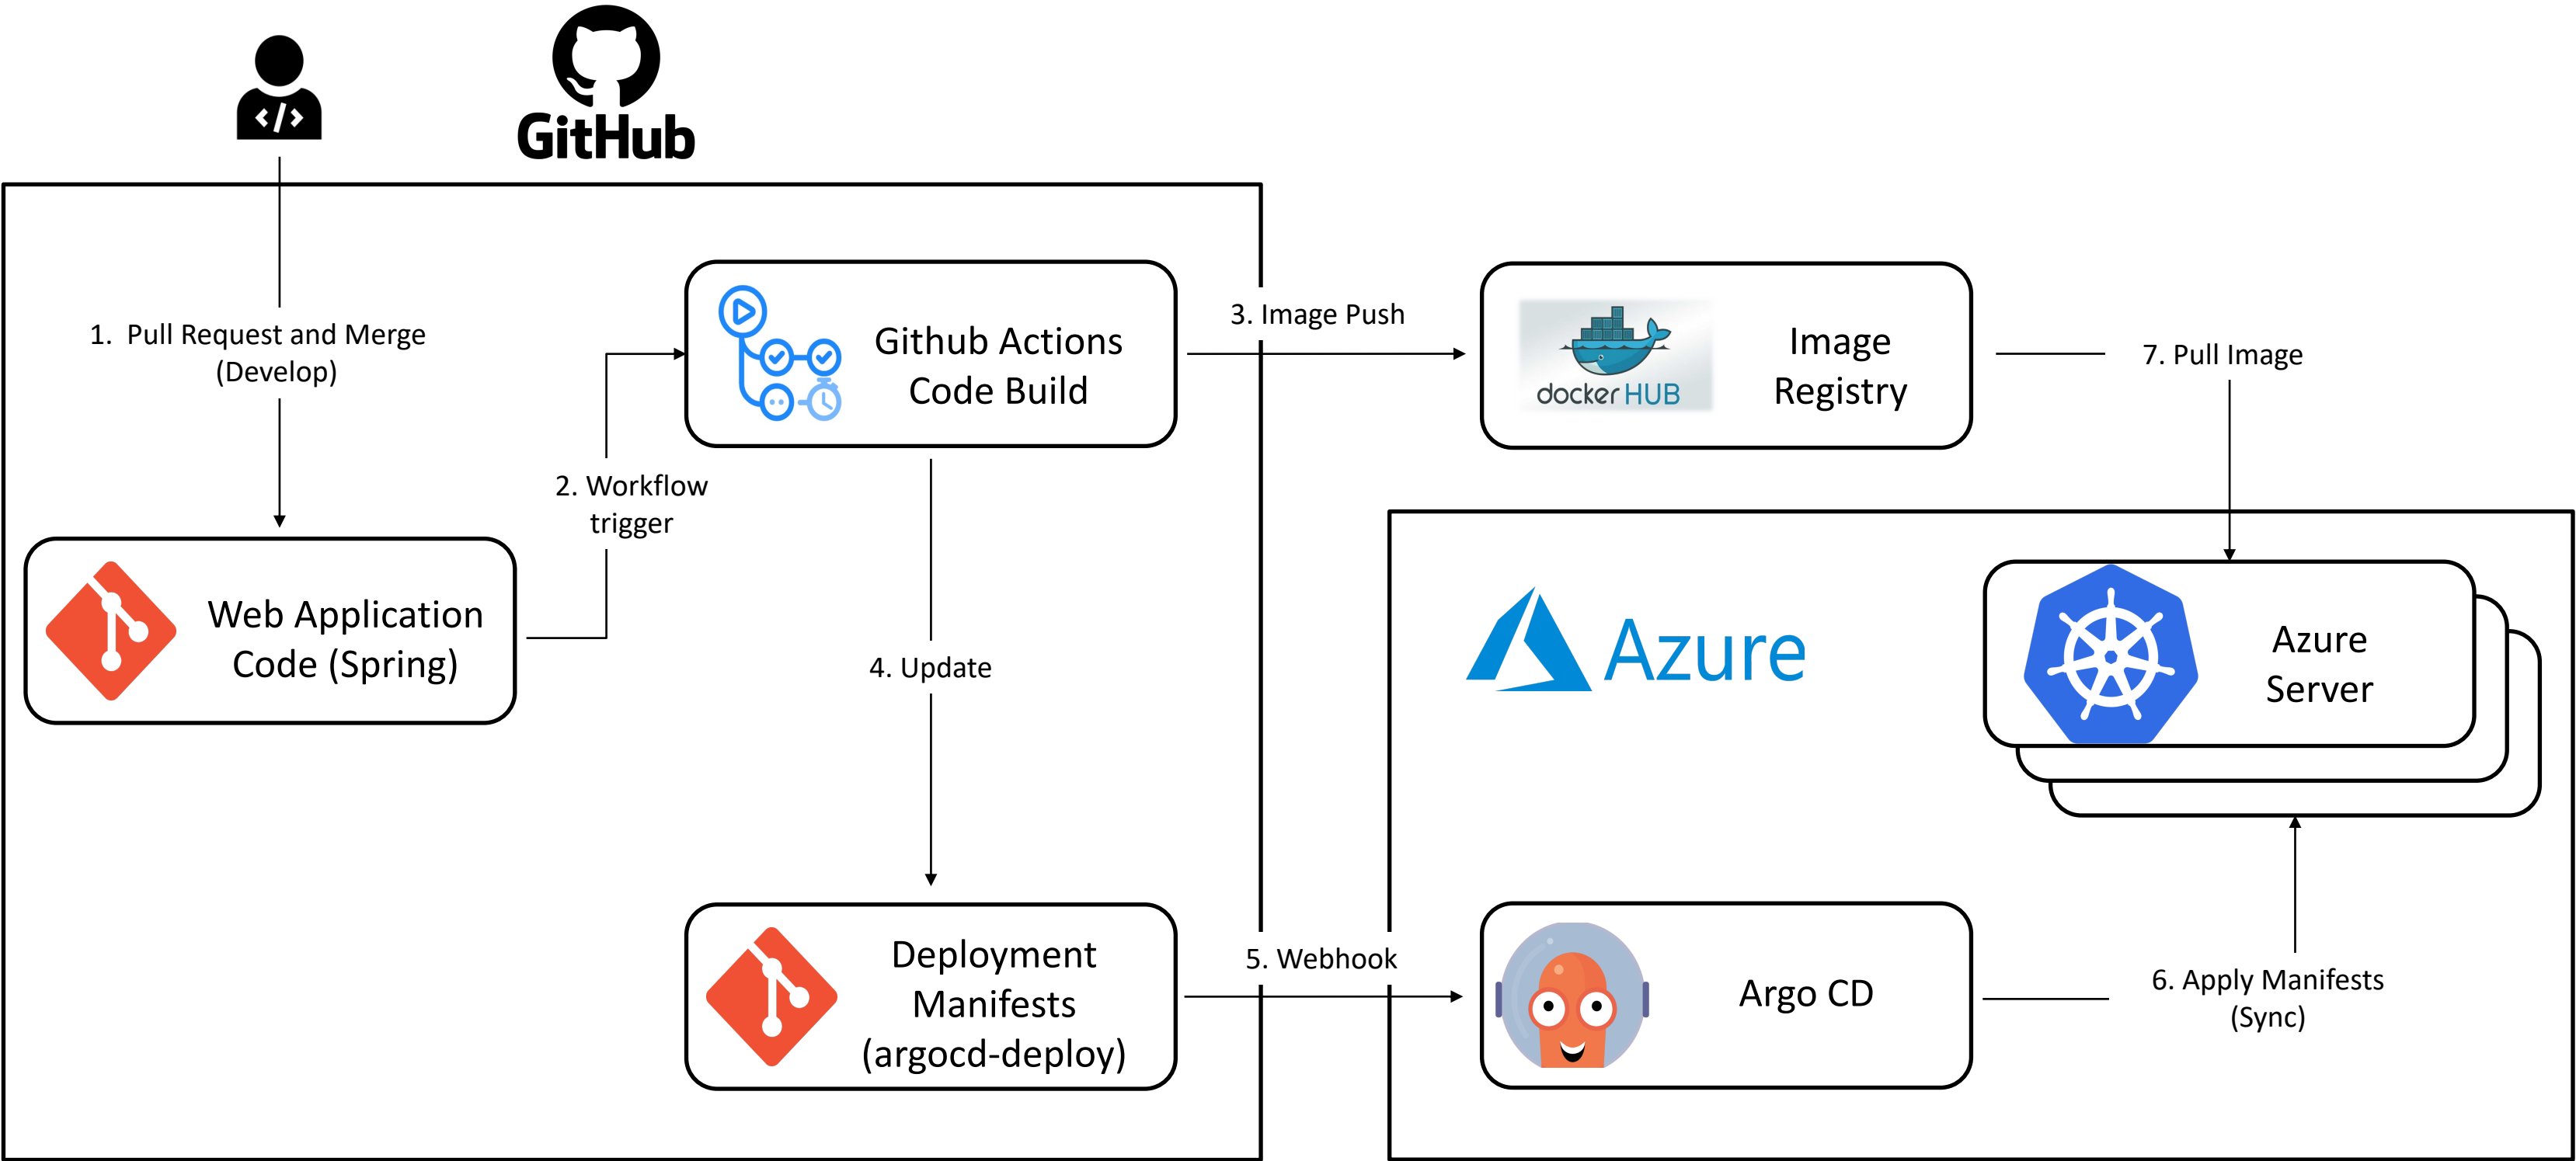 </>
GitHub
1. Pull Request and Merge
(Develop)
Github Actions
Code Build
3. Image Push
docker HUB
Image
Registry
7. Pull Image
2. Workflow
trigger
Web Application
Code (Spring)
4. Update
Azure
Azure
Server
Deployment
Manifests
(argocd-deploy)
5. Webhook
Argo CD
6. Apply Manifests
(Sync)